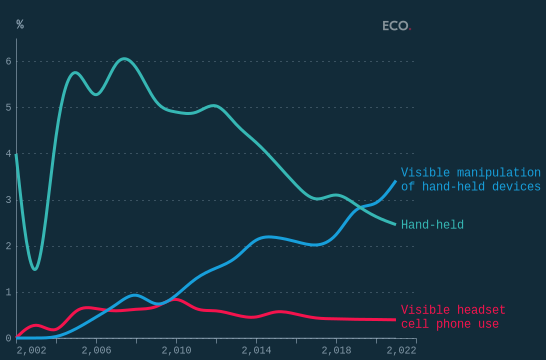 %
ECO.
6
5
4
3
2
1
0
Visible manipulation
of hand-held devices
Hand-held
Visible headset
cell phone use
2,002 2,006 2,010 2,014 2,018 2,022